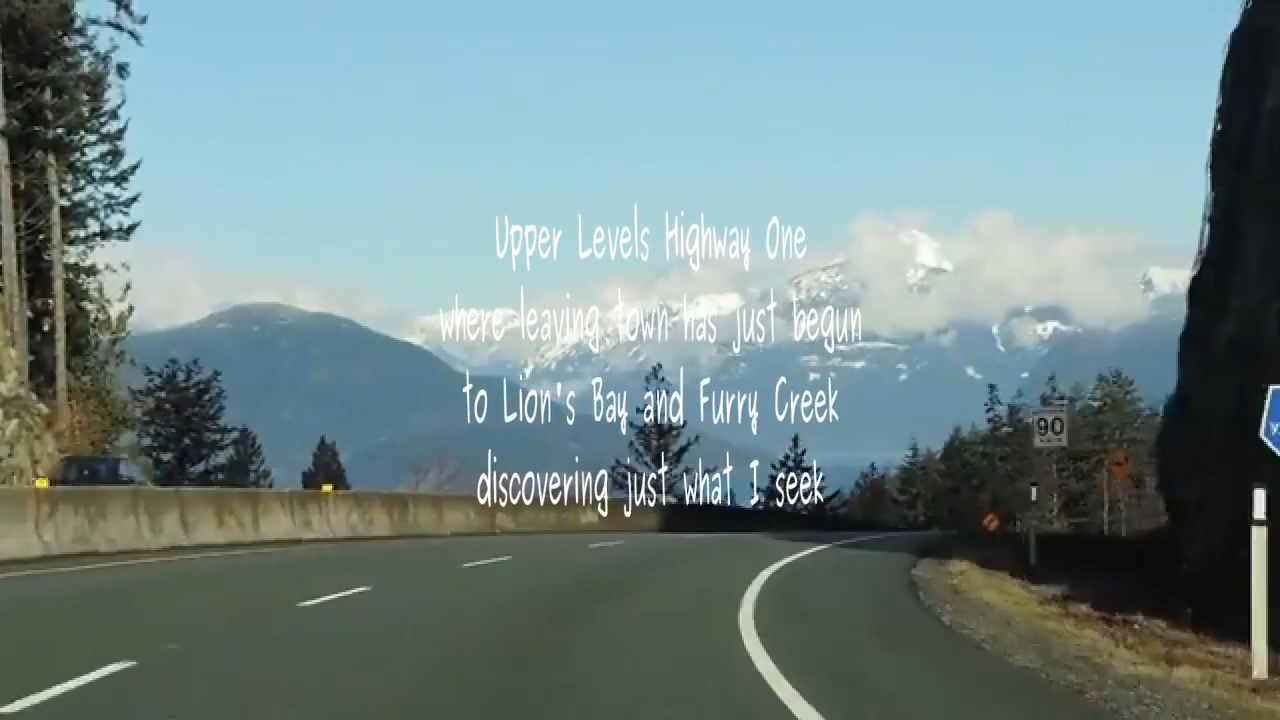 Upper Levels Highway One
where leaving town has just begun
to Lion's Bay and Furry Creek
discovering just what I seek
90